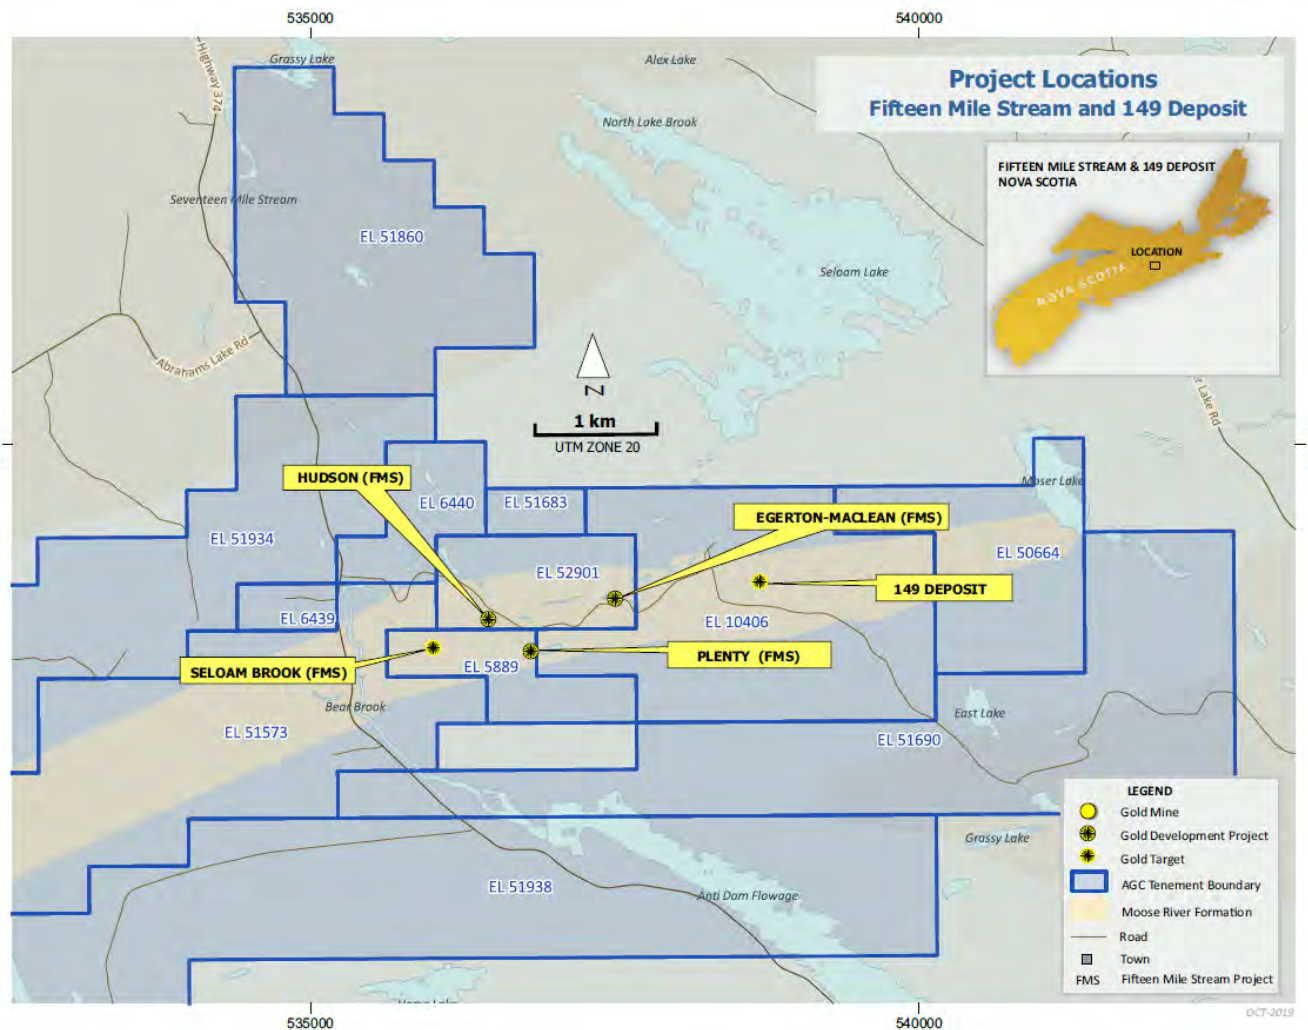 535000
540000
Grassy Lake
Highway 374
Alex Lake
Project Locations
Fifteen Mile Stream and 149 Deposit
North Lake Brook
FIFTEEN MILE STREAM & 149 DEPOSIT
NOVA SCOTIA
Seventeen Mile Stream
EL 51860
LOCATION
NOVA SCOTIA
Seloam Lake
Abrahams Lake Rd
Lake Rd
N
1 km
UTM ZONE 20
HUDSON (FMS)
EL 6440
EL 51683
Moser Lake
EGERTON-MACLEAN (FMS)
EL 51934
EL 50664
EL 52901
149 DEPOSIT
EL 6439
EL 10406
PLENTY (FMS)
EL 5889
SELOAM BROOK (FMS)
Bear Brook
East Lake
EL 51573
EL 51690
LEGEND
Gold Mine
Gold Development Project
Gold Target
AGC Tenement Boundary
Moose River Formation
Road
Town
FMS Fifteen Mile Stream Project
Grassy Lake
EL 51938
Anti Dam Flowage
OCT-2019
535000
540000